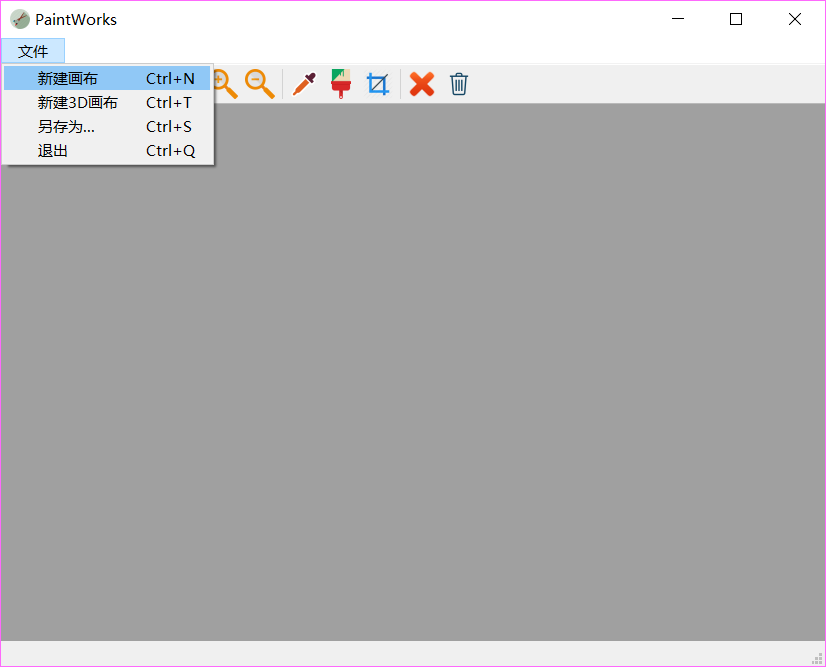 PaintWorks
文件
新建画布 Ctrl+N
新建3D画布 Ctrl+T
另存为... Ctrl+S
退出 Ctrl+Q